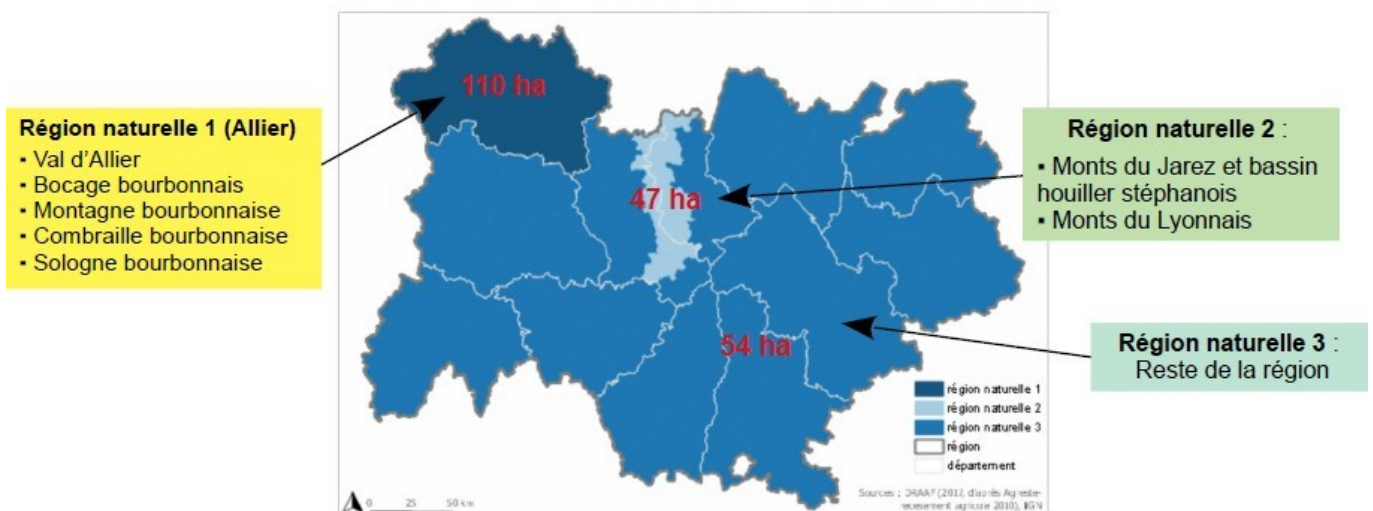 110 ha
Région naturelle 1 (Allier)
▪ Val d’Allier
▪ Bocage bourbonnais
▪ Montagne bourbonnaise
▪ Combraille bourbonnaise
▪ Sologne bourbonnaise
47 ha
Région naturelle 2 :
▪ Monts du Jarez et bassin
houiller stéphanois
▪ Monts du Lyonnais
54 ha
Région naturelle 3 :
Reste de la région
région naturelle 1
région naturelle 2
région naturelle 3
région
département
0 25 50 km
Sources : DRAAF (2017, d'après Agreste-
recensement agricole 2010), IGN